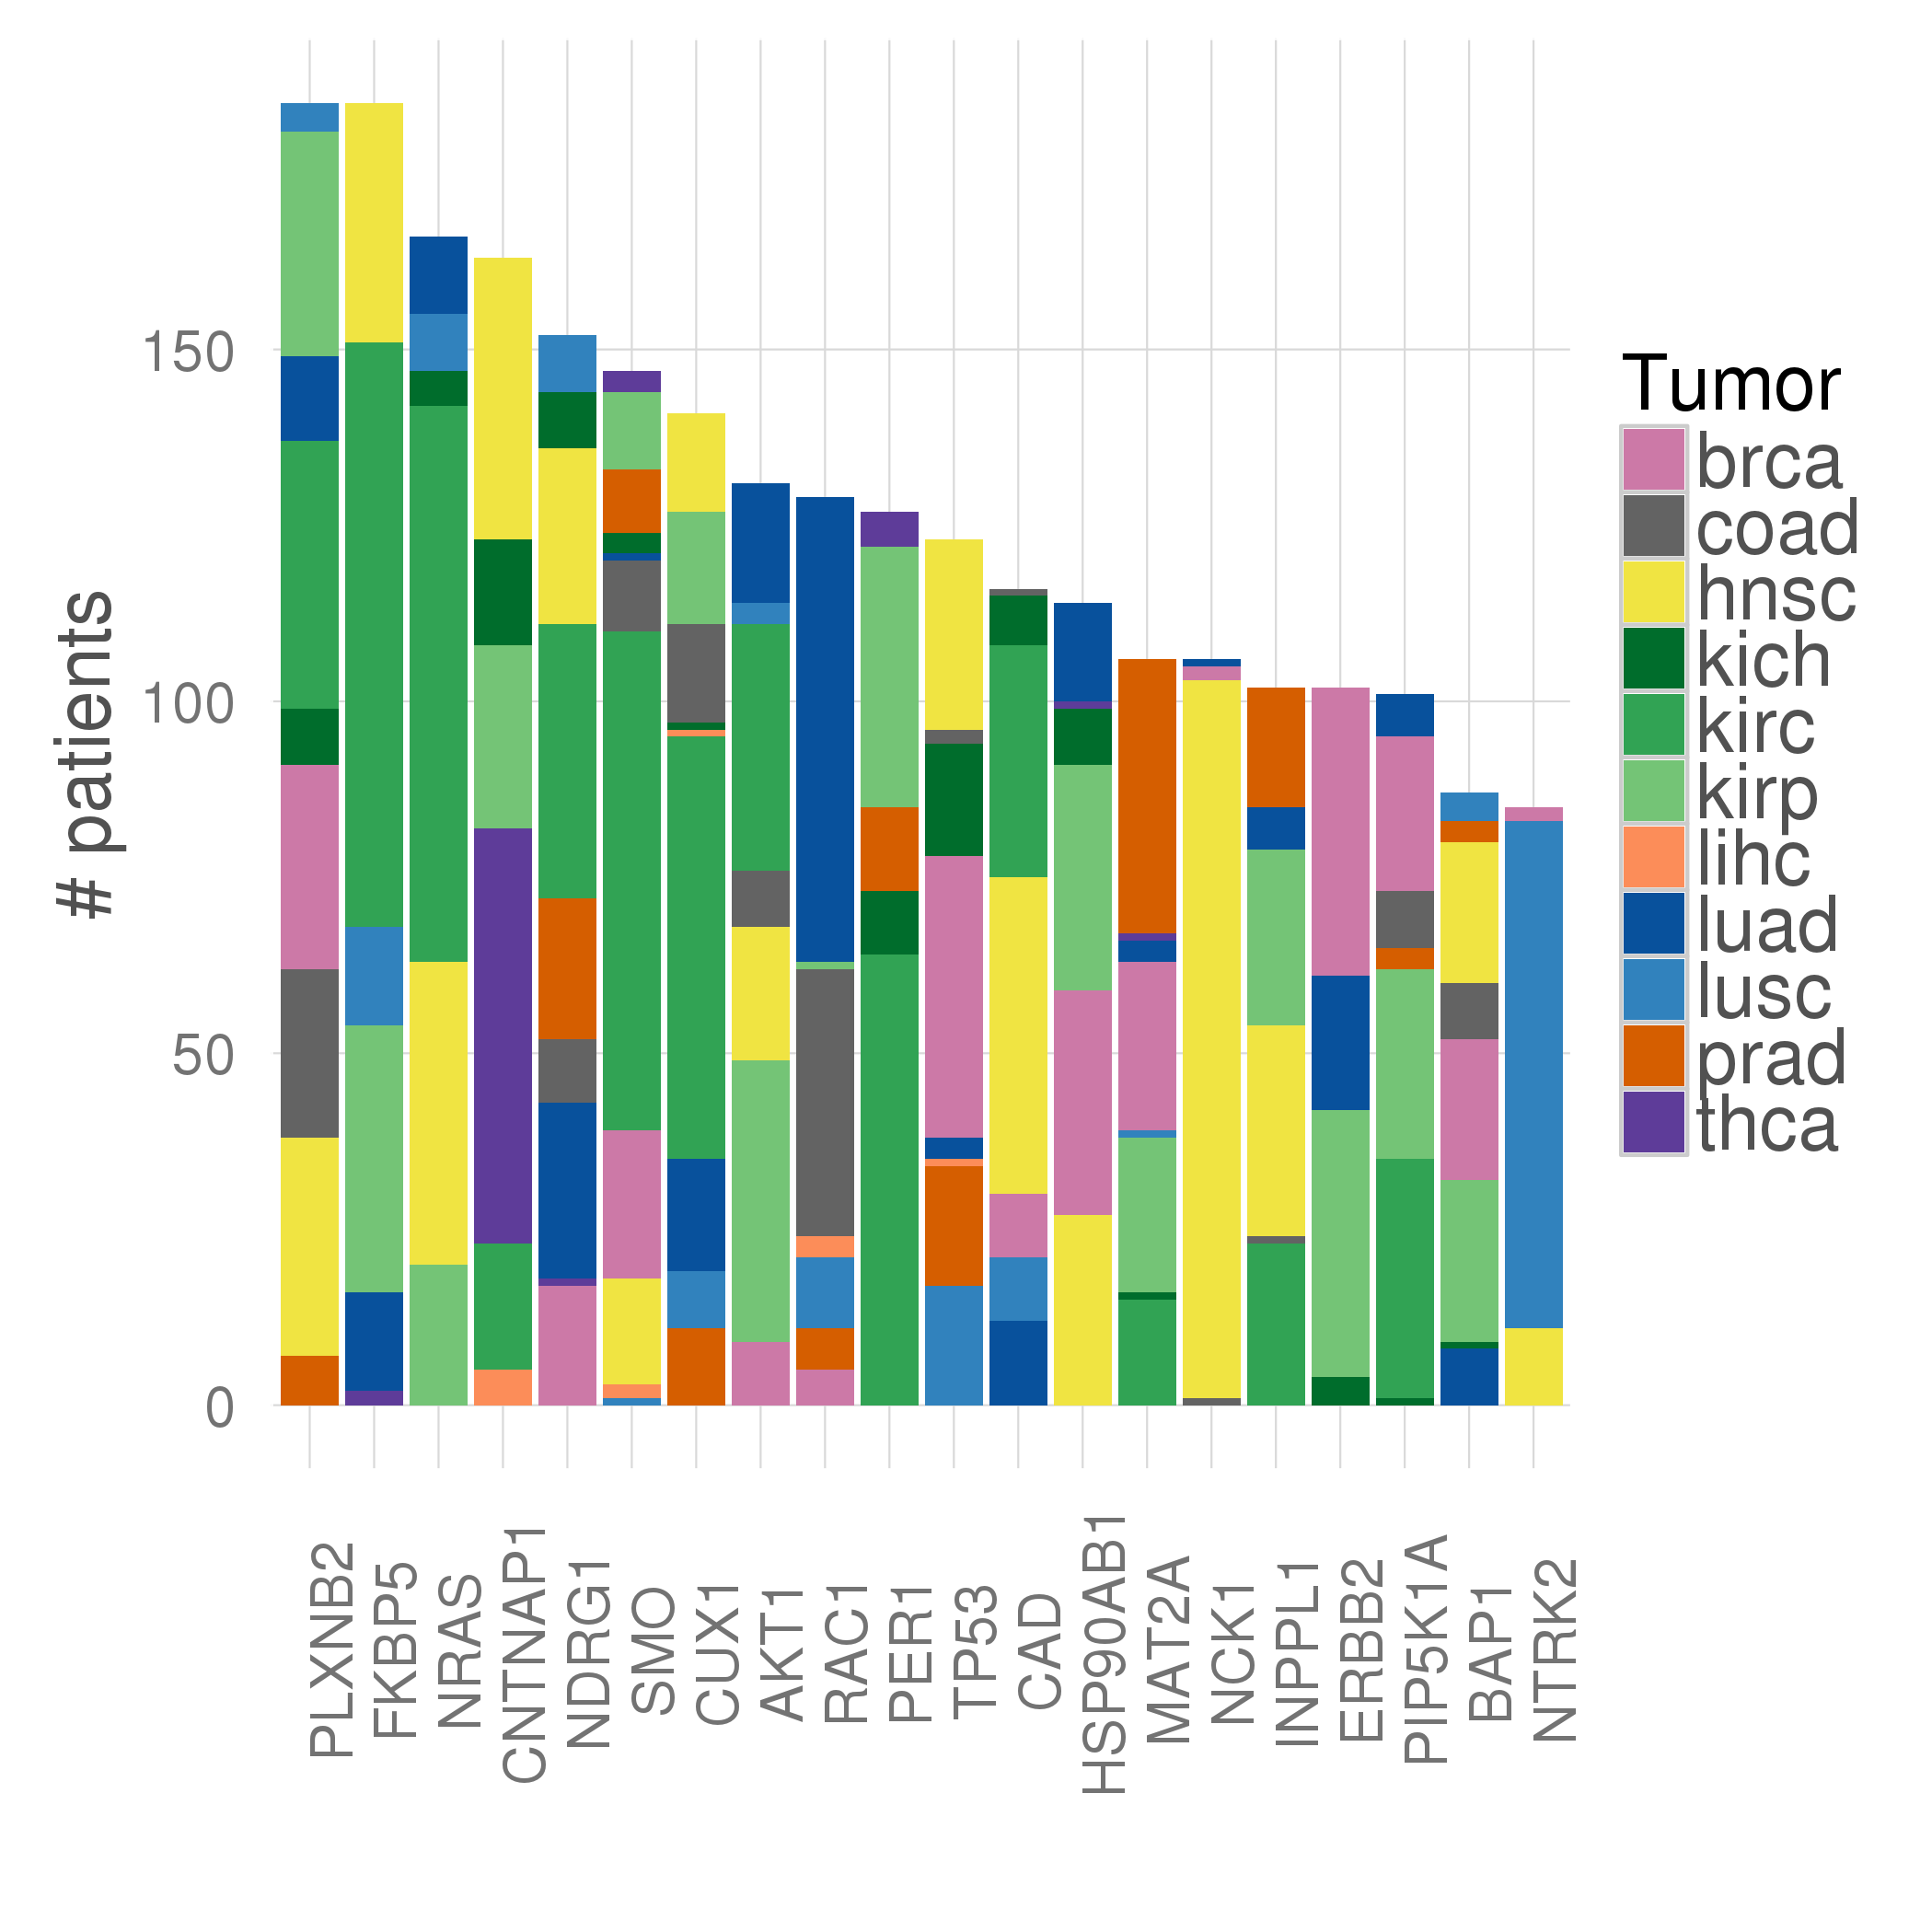 # patients
150
100
50
0
PLXNB2
FKBP5
NRAS
CNTNAP1
NDRG1
SMO
CUX1
AKT1
RAC1
PER1
TP53
CAD
HSP90AB1
MAT2A
NCK1
INPPL1
ERBB2
PIP5K1A
BAP1
NTRK2
Tumor
brca
coad
hnsc
kich
kirc
kirp
lihc
luad
lusc
prad
thca